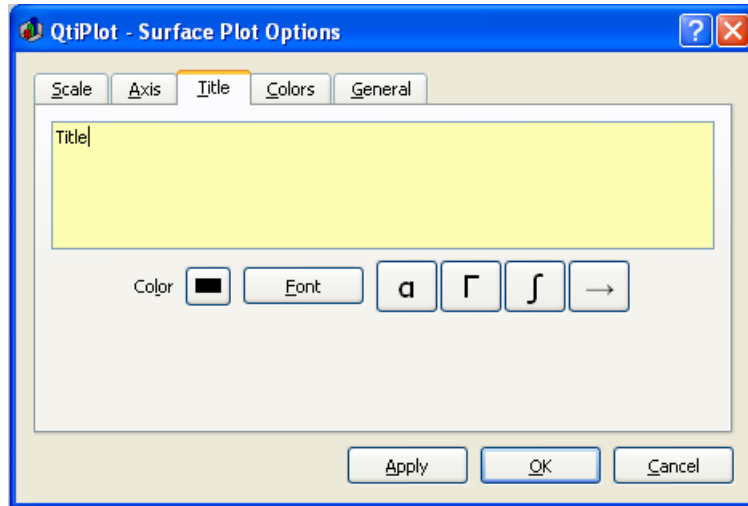 QtiPlot - Surface Plot Options ?
Scale Axis Title Colors General
Title
Color Font α Γ ∫ →
Apply OK Cancel